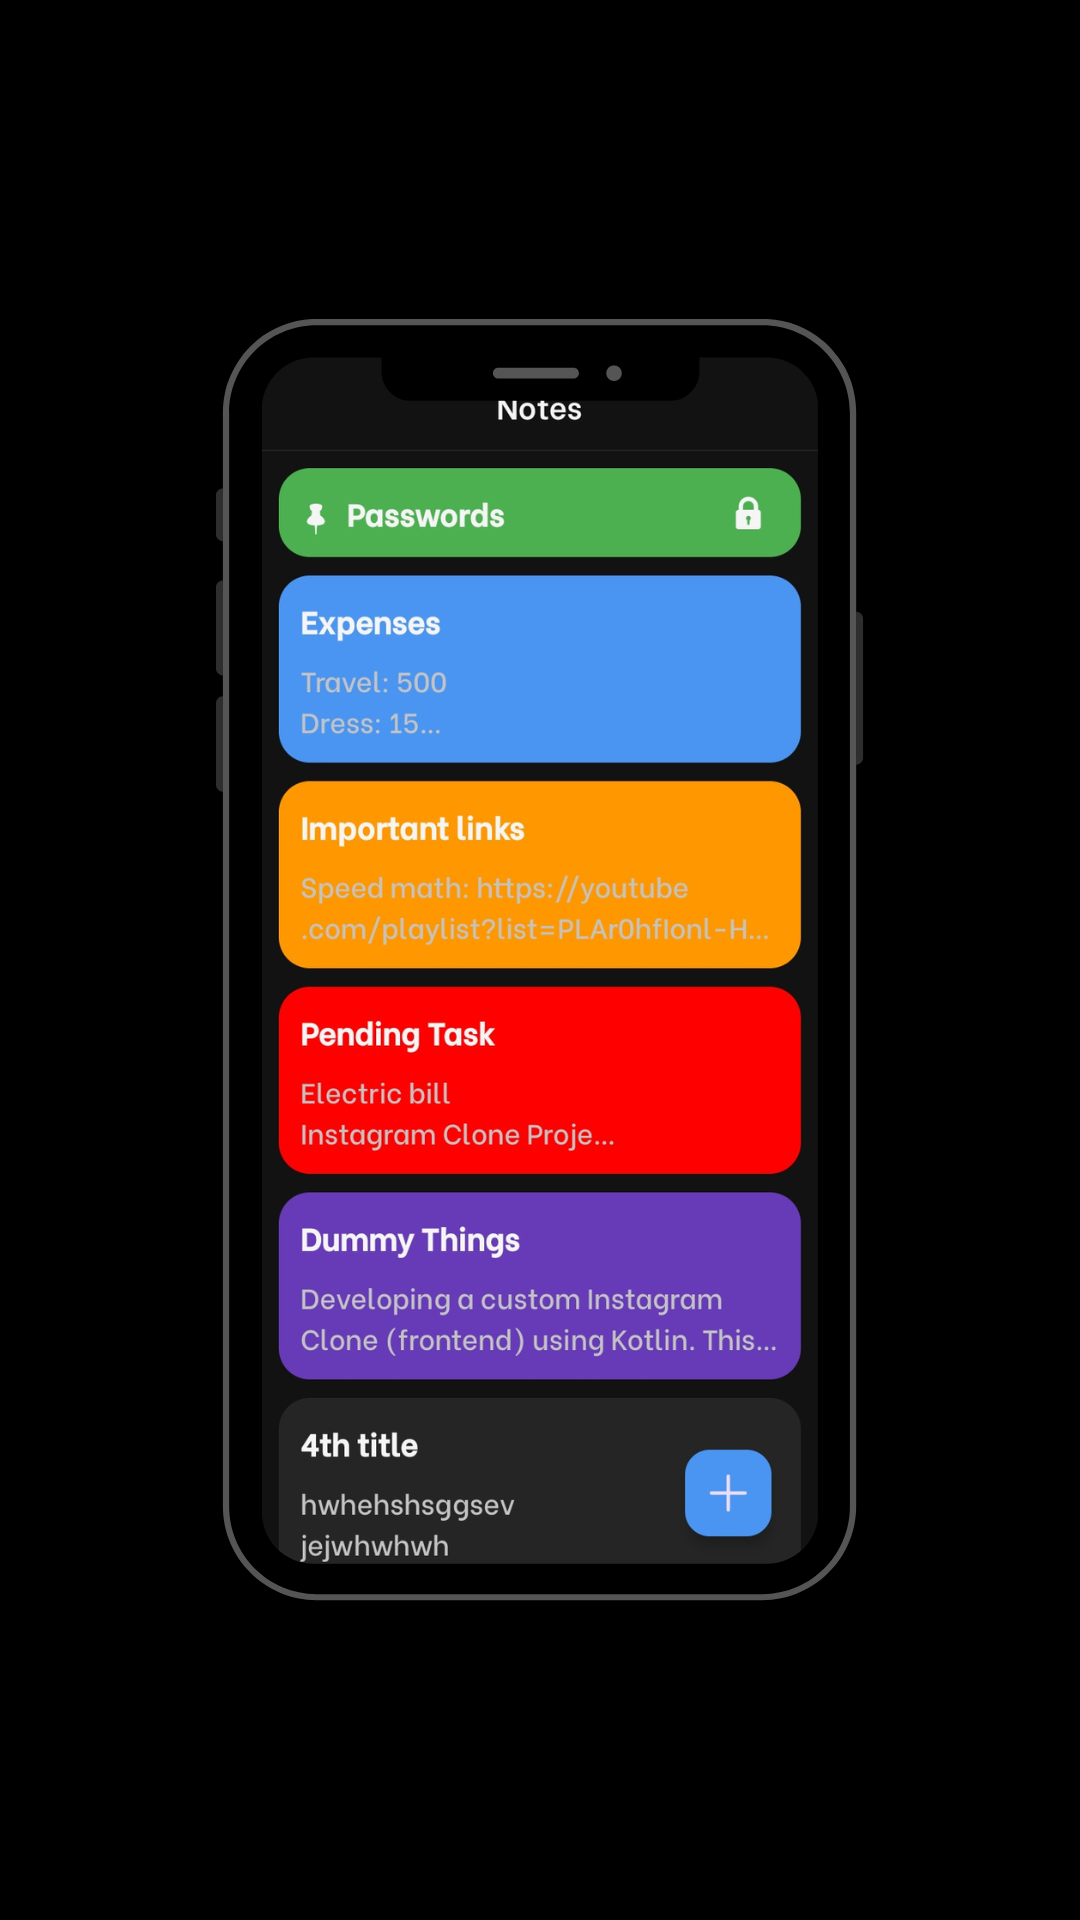 Notes
Passwords
Expenses
Travel: 500
Dress: 15...
Important links
Speed math: https://youtube
.com/playlist?list=PLAr0hfIonl-H...
Pending Task
Electric bill
Instagram Clone Proje...
Dummy Things
Developing a custom Instagram
Clone (frontend) using Kotlin. This...
4th title
hwhehshsggsev
jejwhwhwh